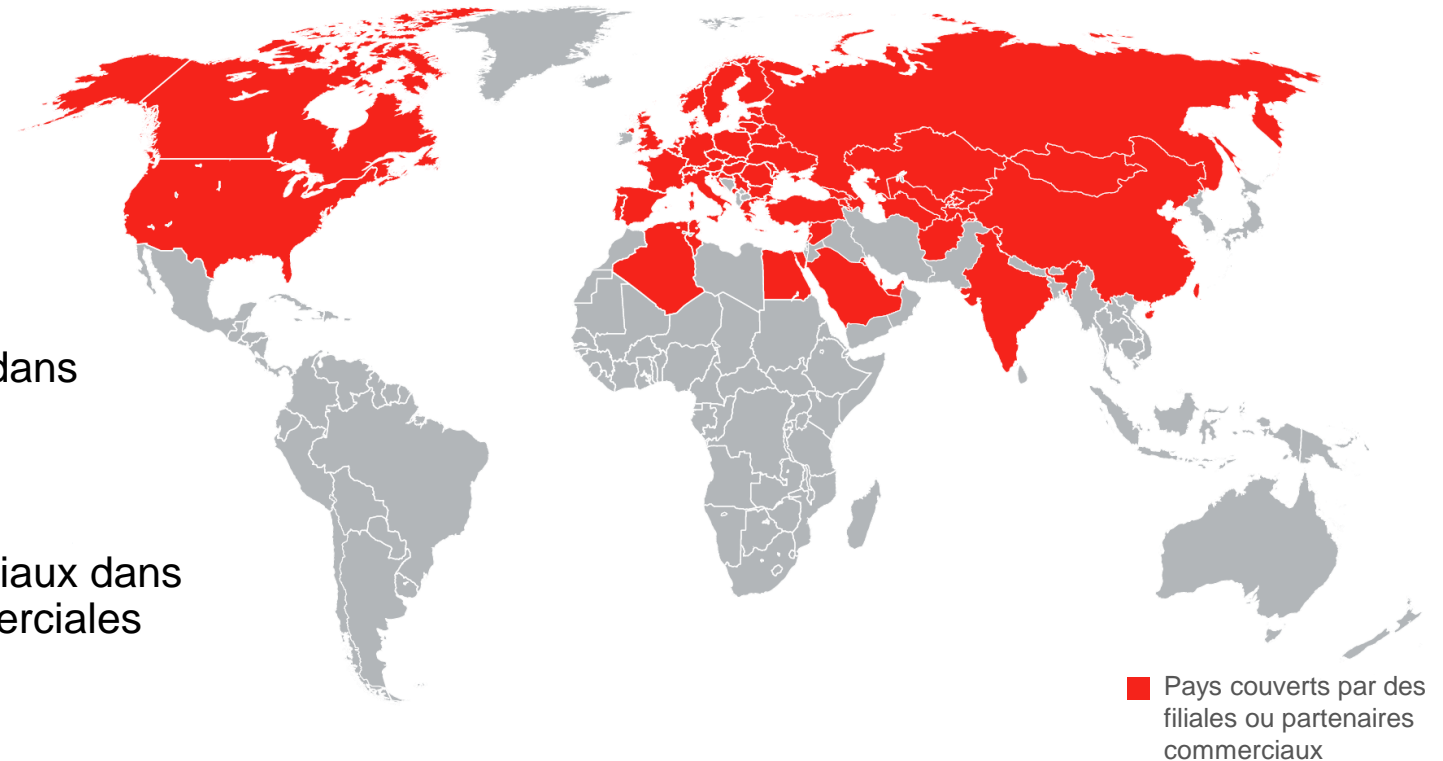 dans
iaux dans
erciales
Pays couverts par des
filiales ou partenaires
commerciaux